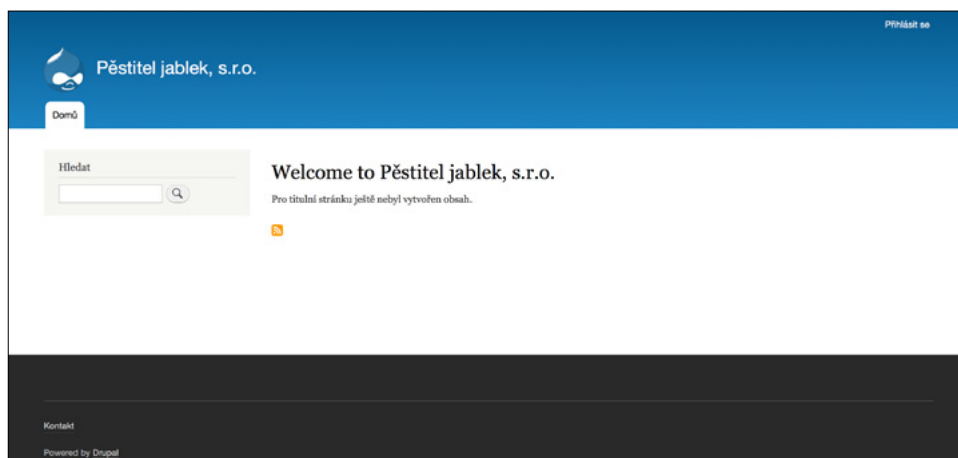 Přihlásit se
Pěstitel jablek, s.r.o.
Domů
Hledat
Welcome to Pěstitel jablek, s.r.o.
Pro titulní stránku ještě nebyl vytvořen obsah.
Kontakt
Powered by Drupal